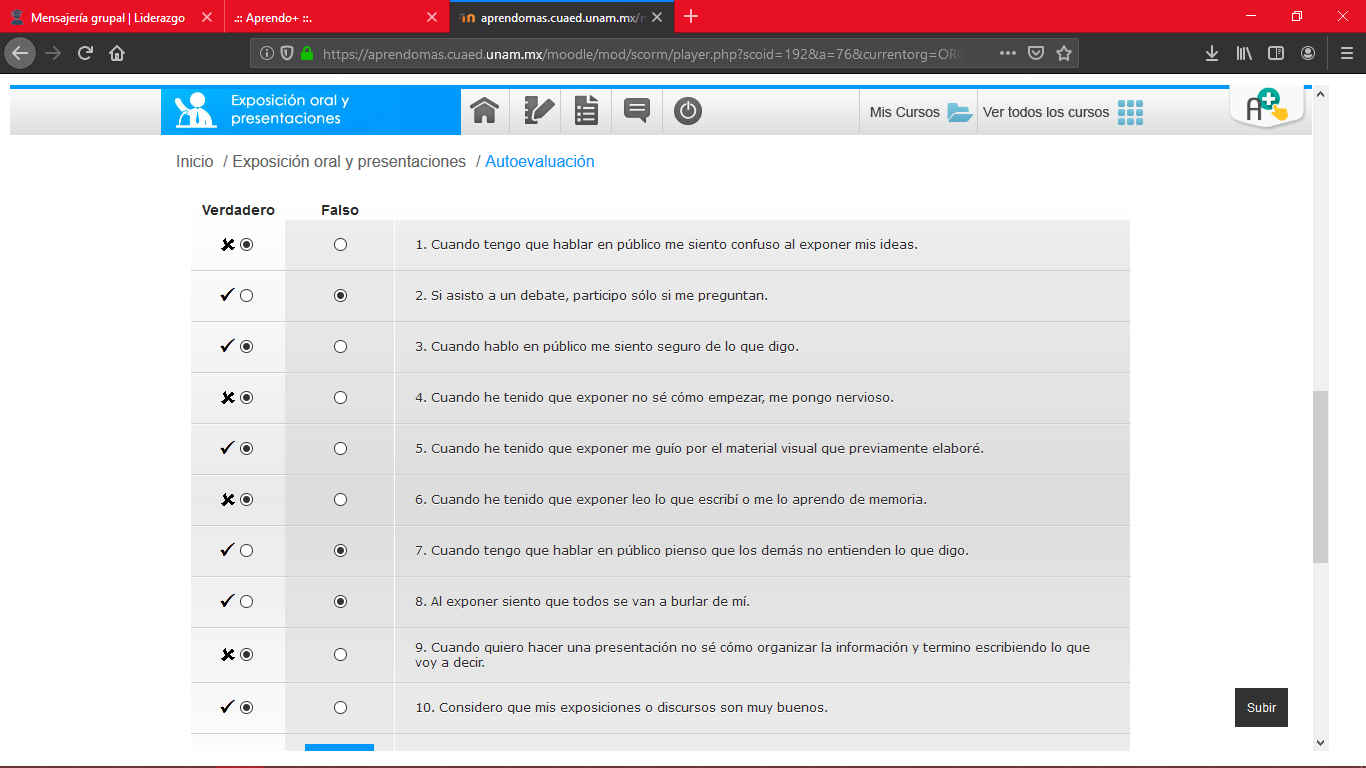 Mensajería grupal | Liderazgo
.:: Aprendo+ ::.
aprendomas.cuaed.unam.mx/
https://aprendomas.cuaed.unam.mx/moodle/mod/scorm/player.php?scoid=192&a=76&currentorg=ORG
Exposición oral y
presentaciones
Mis Cursos
Ver todos los cursos
A
Inicio / Exposición oral y presentaciones / Autoevaluación
Verdadero Falso
1. Cuando tengo que hablar en público me siento confuso al exponer mis ideas.
2. Si asisto a un debate, participo sólo si me preguntan.
3. Cuando hablo en público me siento seguro de lo que digo.
4. Cuando he tenido que exponer no sé cómo empezar, me pongo nervioso.
5. Cuando he tenido que exponer me guío por el material visual que previamente elaboré.
6. Cuando he tenido que exponer leo lo que escribí o me lo aprendo de memoria.
7. Cuando tengo que hablar en público pienso que los demás no entienden lo que digo.
8. Al exponer siento que todos se van a burlar de mí.
9. Cuando quiero hacer una presentación no sé cómo organizar la información y termino escribiendo lo que
voy a decir.
10. Considero que mis exposiciones o discursos son muy buenos.
Subir